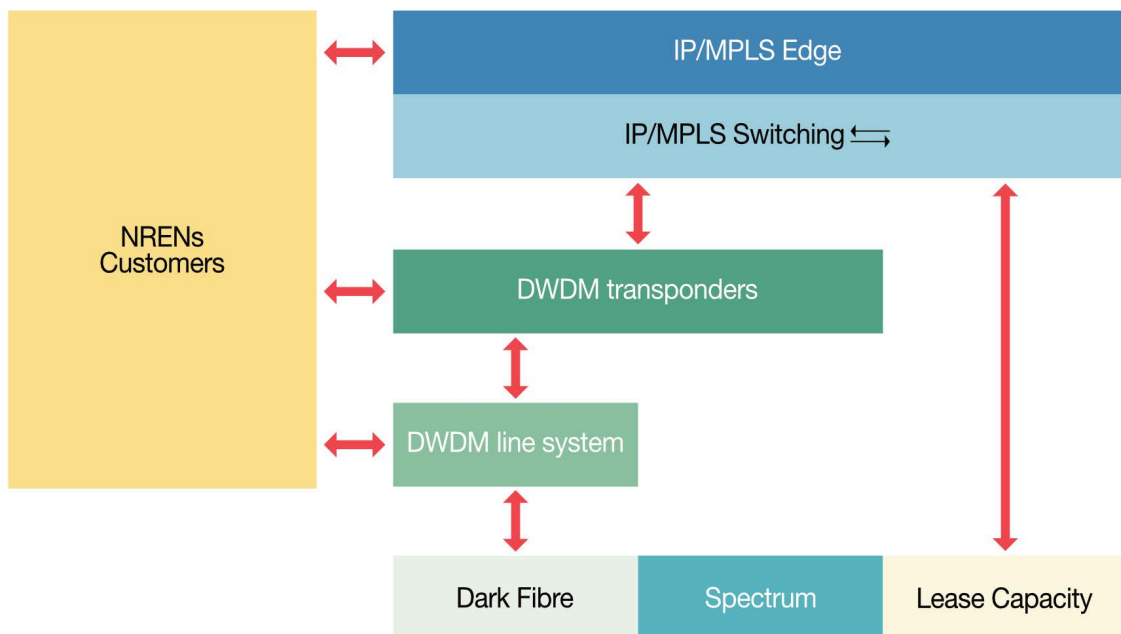 IP/MPLS Edge
IP/MPLS Switching
NRENs
Customers
DWDM transponders
DWDM line system
Dark Fibre
Spectrum
Lease Capacity